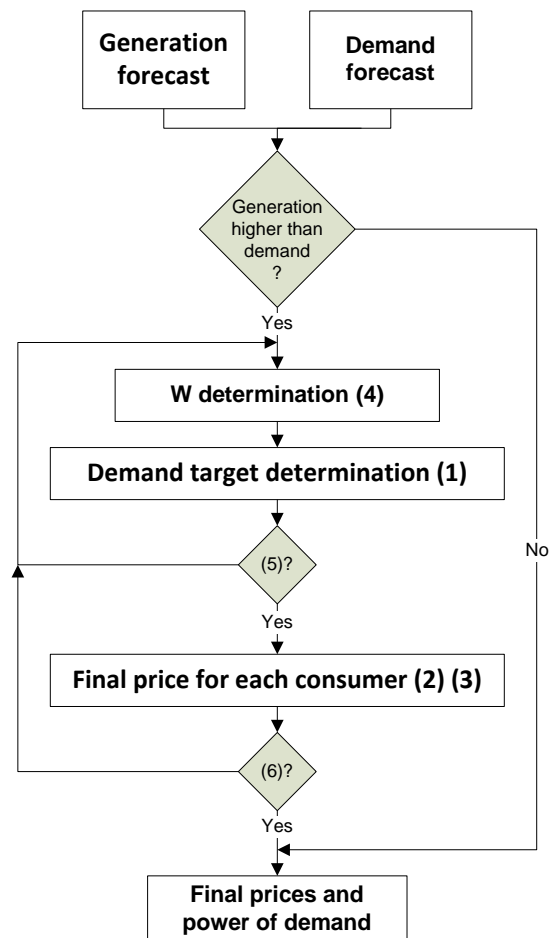 Generation
forecast
Demand
forecast
Generation
higher than
demand
?
Yes
W determination (4)
Demand target determination (1)
No
(5)?
Yes
Final price for each consumer (2) (3)
(6)?
Yes
Final prices and
power of demand